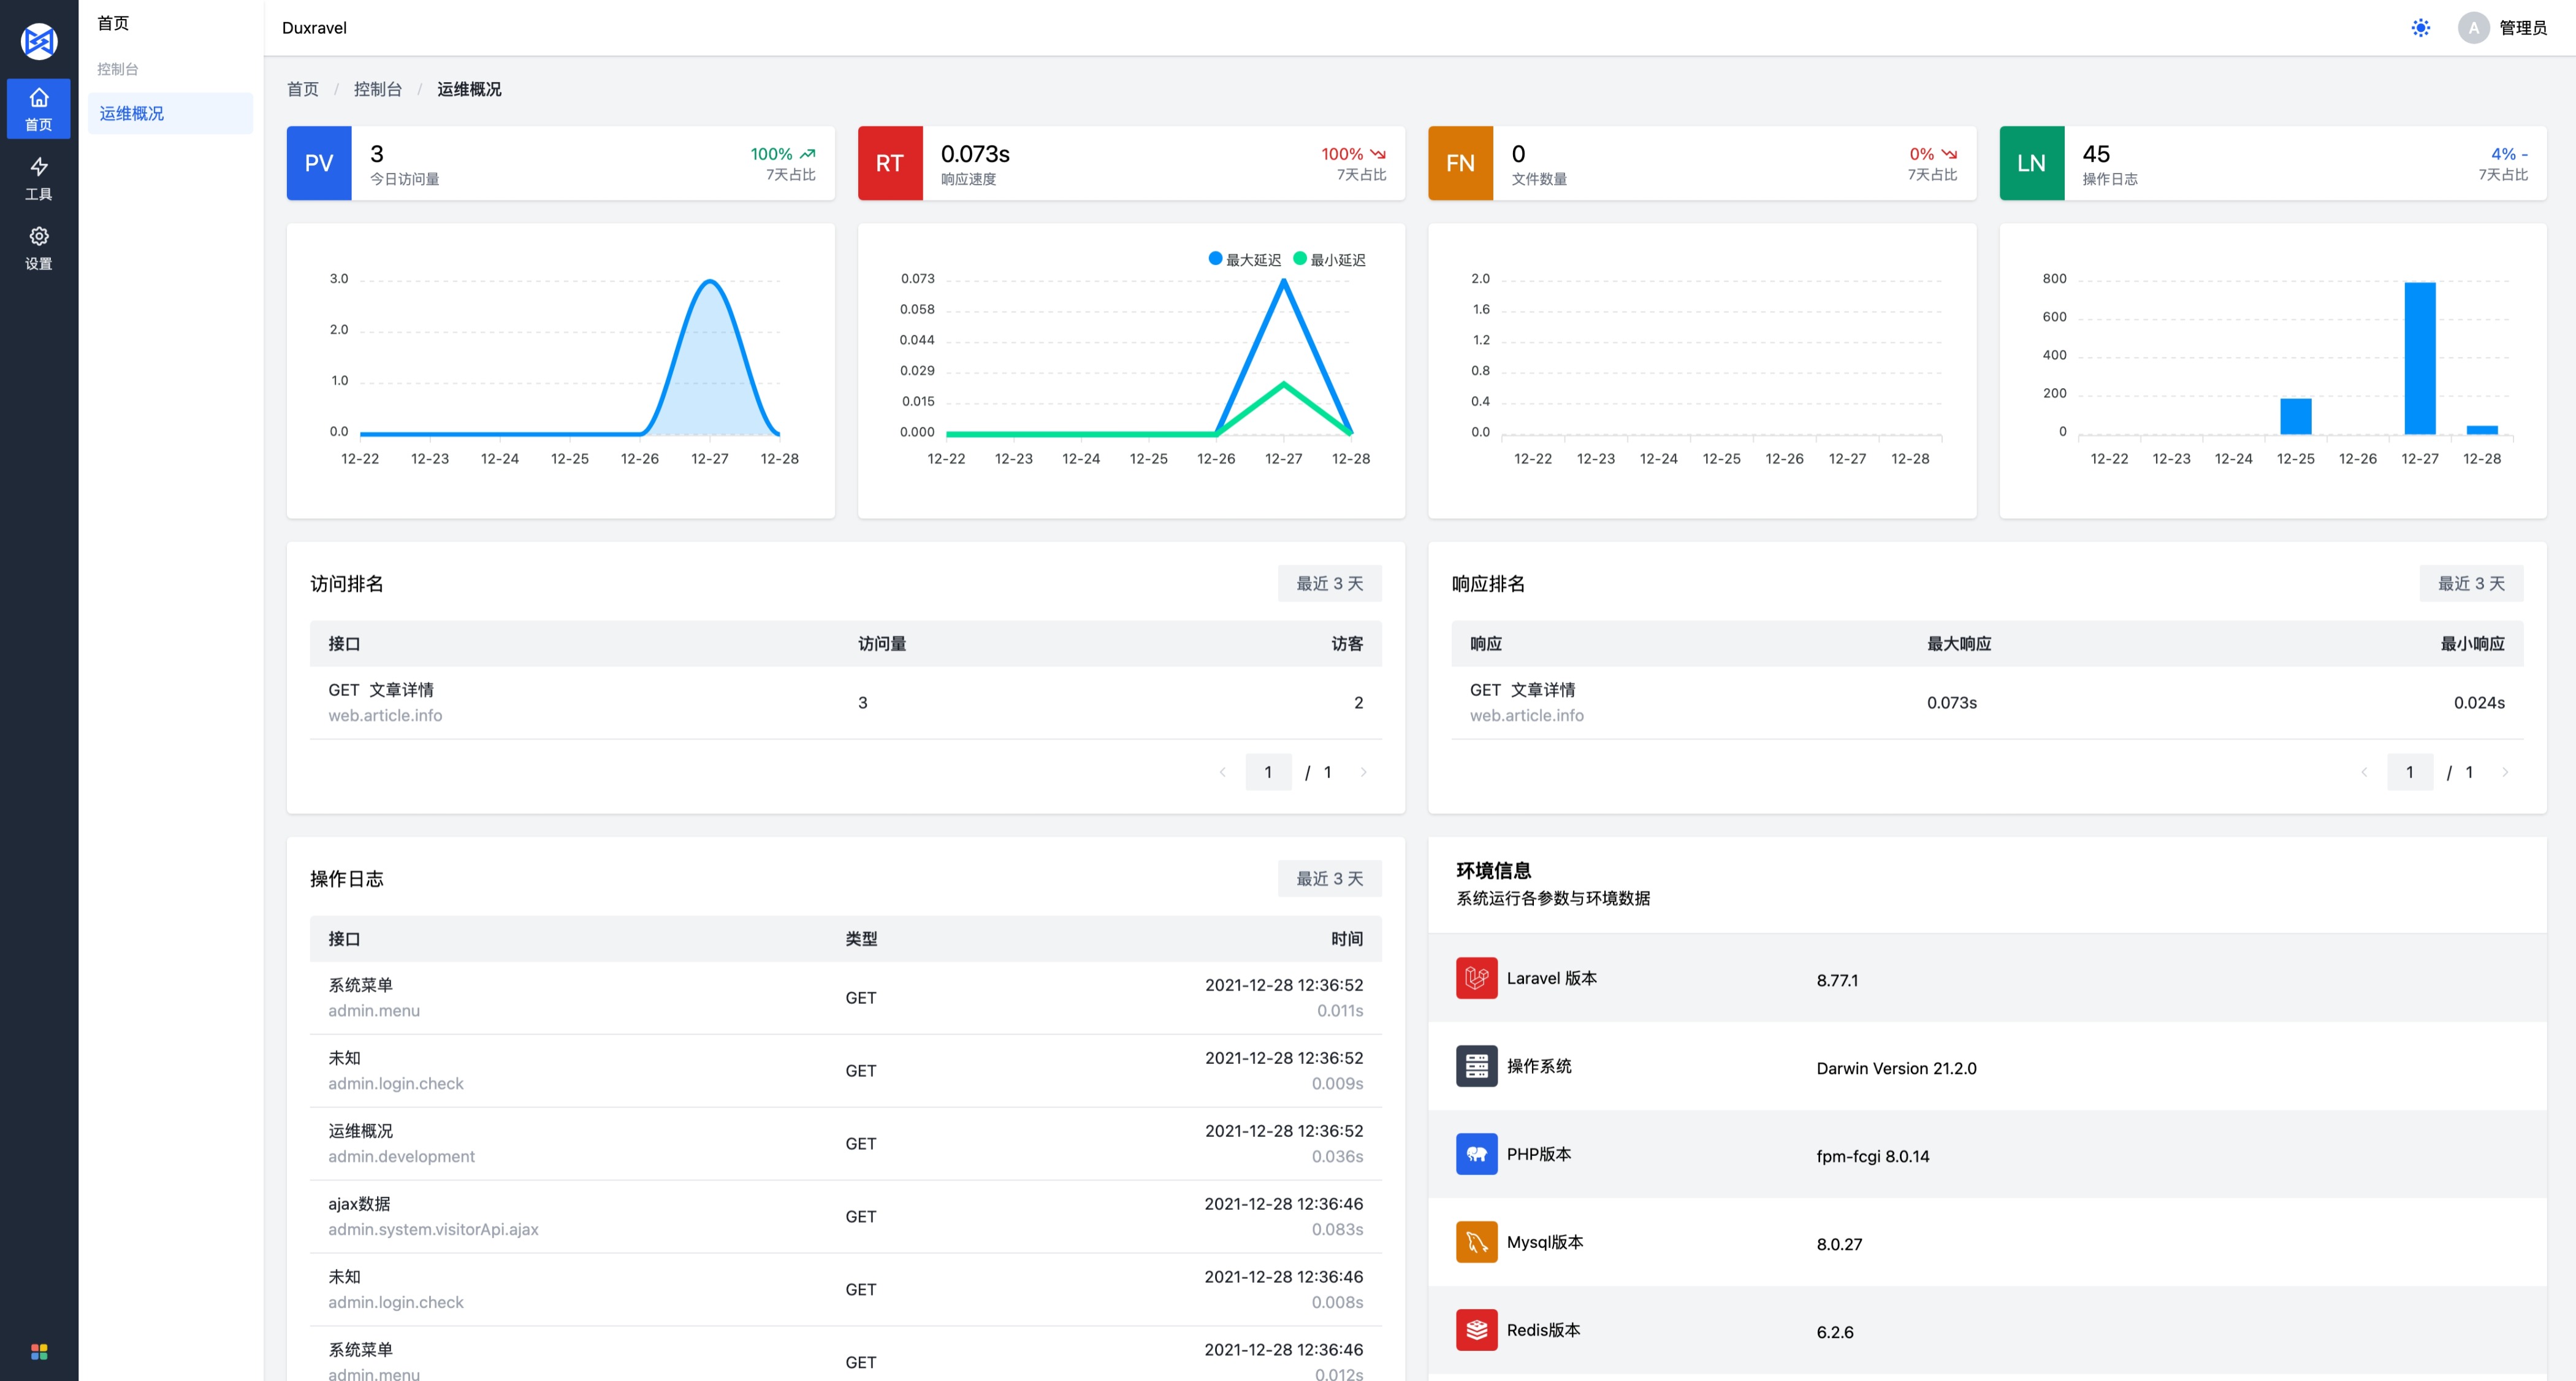 首页
工具
设置
首页
控制台
运维概况
Duxravel
A 管理员
首页 / 控制台 / 运维概况
PV
3
今日访问量
100%
7天占比
RT
0.073s
响应速度
100%
7天占比
FN
0
文件数量
0%
7天占比
LN
45
操作日志
4% -
7天占比
3.0
2.0
1.0
0.0
12-22 12-23 12-24 12-25 12-26 12-27 12-28
最大延迟 最小延迟
0.073
0.058
0.044
0.029
0.015
0.000
12-22 12-23 12-24 12-25 12-26 12-27 12-28
2.0
1.6
1.2
0.8
0.4
0.0
12-22 12-23 12-24 12-25 12-26 12-27 12-28
800
600
400
200
0
12-22 12-23 12-24 12-25 12-26 12-27 12-28
访问排名 最近 3 天
接口 访问量 访客
GET 文章详情
web.article.info
3 2
1 / 1
响应排名 最近 3 天
响应 最大响应 最小响应
GET 文章详情
web.article.info
0.073s 0.024s
1 / 1
操作日志 最近 3 天
接口 类型 时间
系统菜单
admin.menu
GET
2021-12-28 12:36:52
0.011s
未知
admin.login.check
GET
2021-12-28 12:36:52
0.009s
运维概况
admin.development
GET
2021-12-28 12:36:52
0.036s
ajax数据
admin.system.visitorApi.ajax
GET
2021-12-28 12:36:46
0.083s
未知
admin.login.check
GET
2021-12-28 12:36:46
0.008s
系统菜单
admin.menu
GET
2021-12-28 12:36:46
0.012s
环境信息
系统运行各参数与环境数据
Laravel 版本 8.77.1
操作系统 Darwin Version 21.2.0
PHP版本 fpm-fcgi 8.0.14
Mysql版本 8.0.27
Redis版本 6.2.6